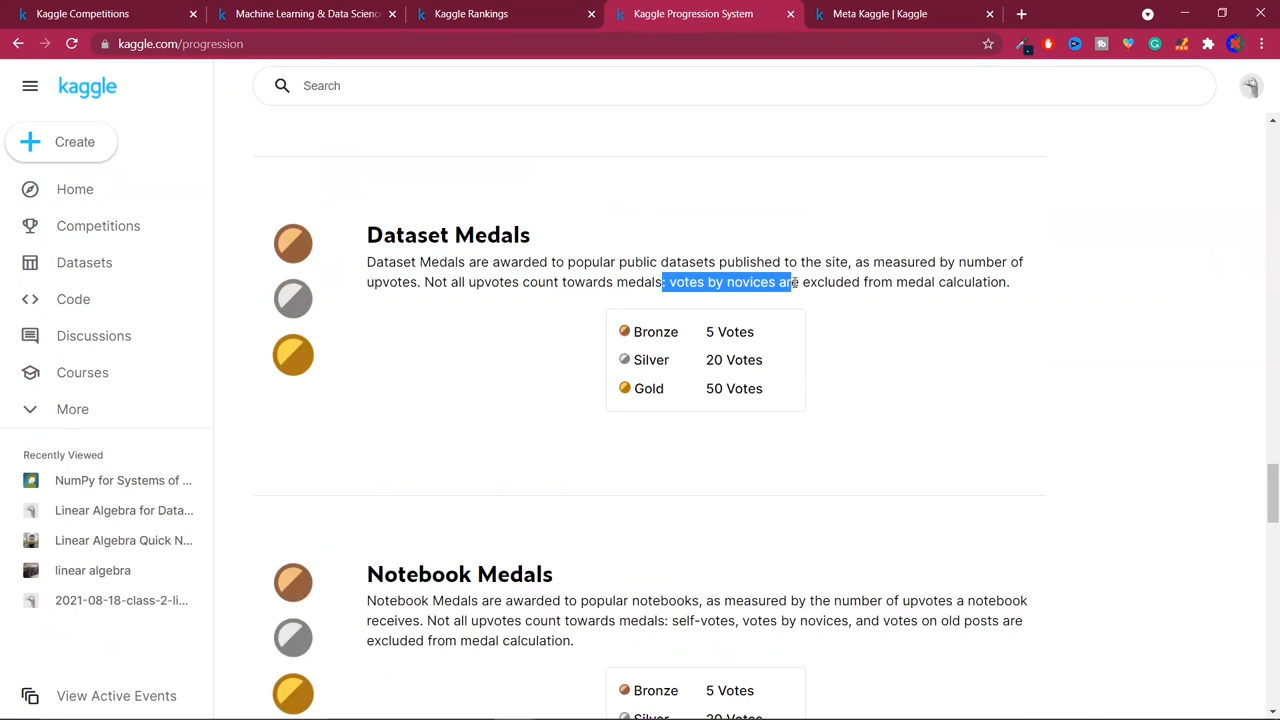 Kaggle Competitions
Machine Learning & Data Scienc
Kaggle Rankings
Kaggle Progression System
Meta Kaggle | Kaggle
kaggle.com/progression
kaggle
Search
Create
Home
Competitions
Datasets
Code
Discussions
Courses
More
Recently Viewed
NumPy for Systems of ...
Linear Algebra for Data...
Linear Algebra Quick N...
linear algebra
2021-08-18-class-2-li...
View Active Events
Dataset Medals
Dataset Medals are awarded to popular public datasets published to the site, as measured by number of
upvotes. Not all upvotes count towards medals: votes by novices are excluded from medal calculation.
Bronze 5 Votes
Silver 20 Votes
Gold 50 Votes
Notebook Medals
Notebook Medals are awarded to popular notebooks, as measured by the number of upvotes a notebook
receives. Not all upvotes count towards medals: self-votes, votes by novices, and votes on old posts are
excluded from medal calculation.
Bronze 5 Votes
Silver 20 Votes